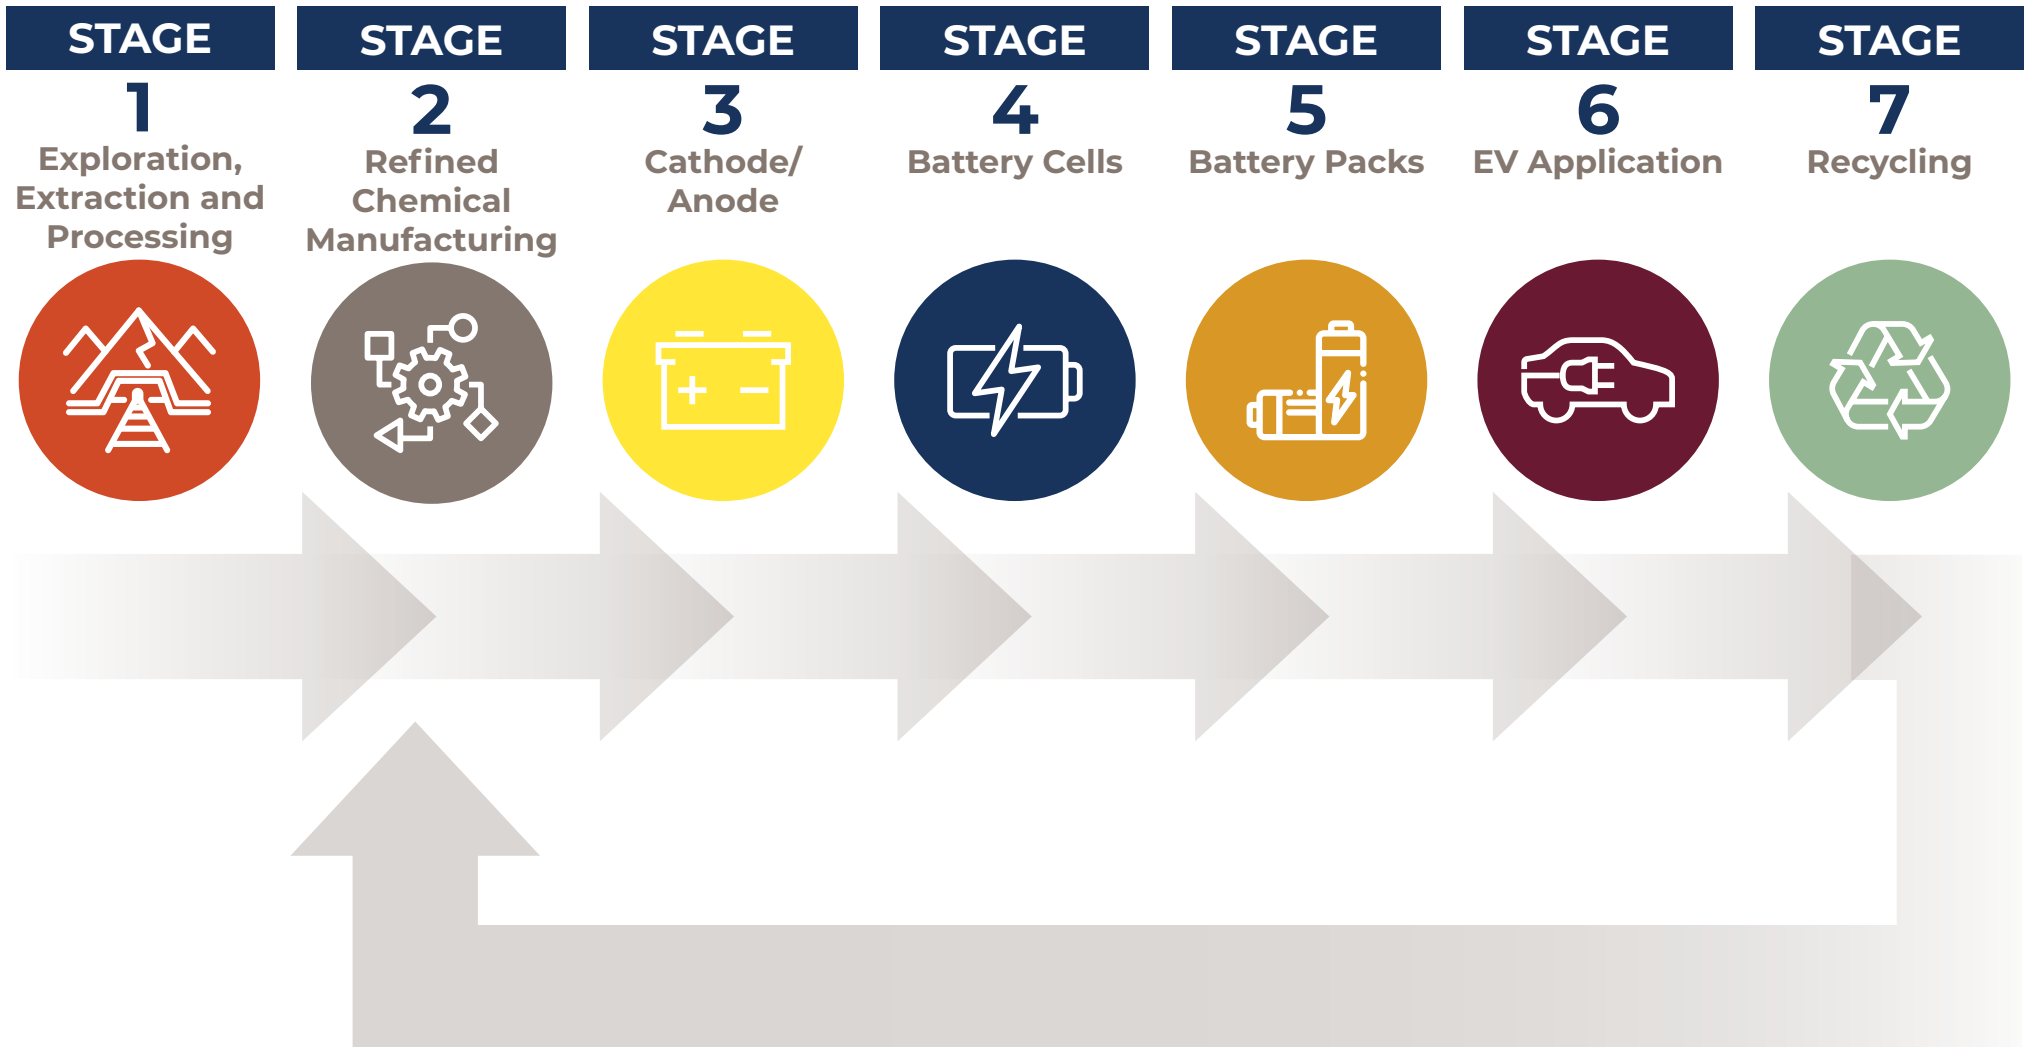 STAGE
1
Exploration,
Extraction and
Processing
STAGE
2
Refined
Chemical
Manufacturing
STAGE
3
Cathode/
Anode
STAGE
4
Battery Cells
STAGE
5
Battery Packs
STAGE
6
EV Application
STAGE
7
Recycling